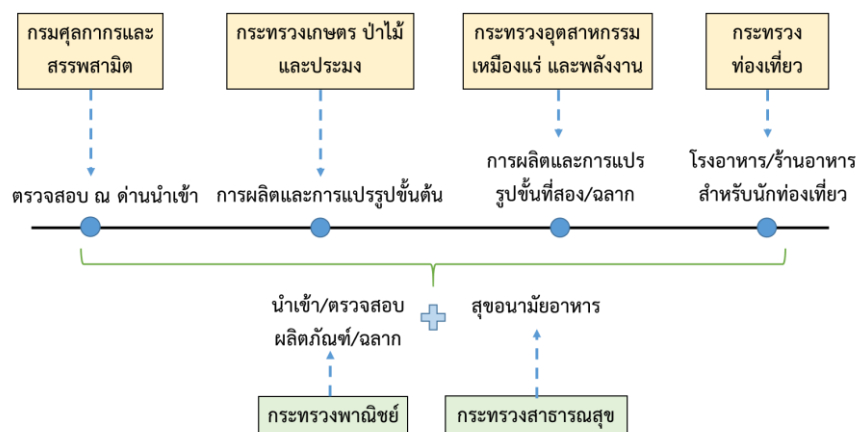 กรมศุลกากรและ
สรรพสามิต
กระทรวงเกษตร ป่าไม้
และประมง
กระทรวงอุตสาหกรรม
เหมืองแร่ และพลังงาน
กระทรวง
ท่องเที่ยว
ตรวจสอบ ณ ด่านนำเข้า
การผลิตและการแปรรูปขั้นต้น
การผลิตและการแปร
รูปขั้นที่สอง/ฉลาก
โรงอาหาร/ร้านอาหาร
สำหรับนักท่องเที่ยว
นำเข้า/ตรวจสอบ
ผลิตภัณฑ์/ฉลาก
สุขอนามัยอาหาร
กระทรวงพาณิชย์
กระทรวงสาธารณสุข